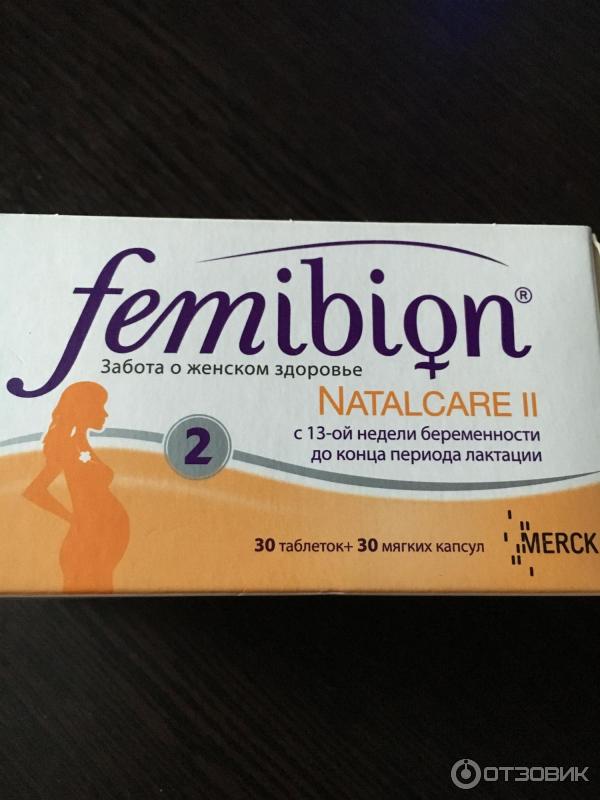 femibion®
Забота о женском здоровье
NATALCARE II
2
с 13-ой недели беременности
до конца периода лактации
30 таблеток+ 30 мягких капсул
MERCK
ОТЗОВИК